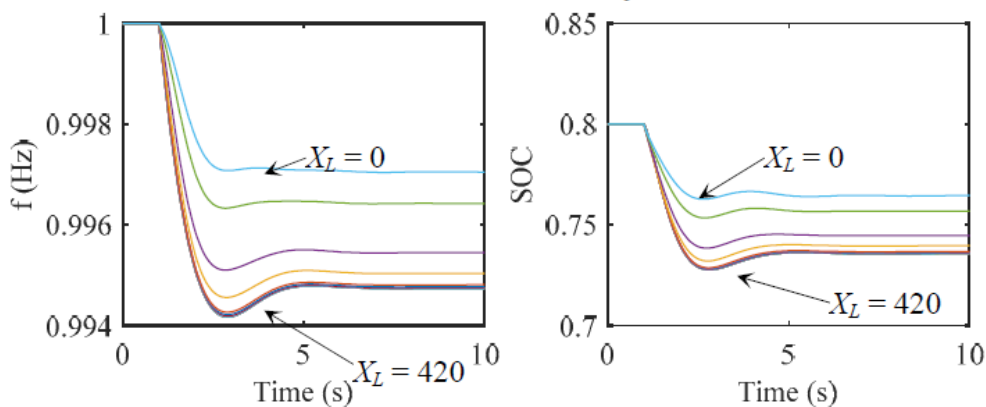 f (Hz)
1
0.998
0.996
0.994
X_L = 0
X_L = 420
0
5
10
Time (s)
SOC
0.85
0.8
0.75
0.7
X_L = 0
X_L = 420
0
5
10
Time (s)